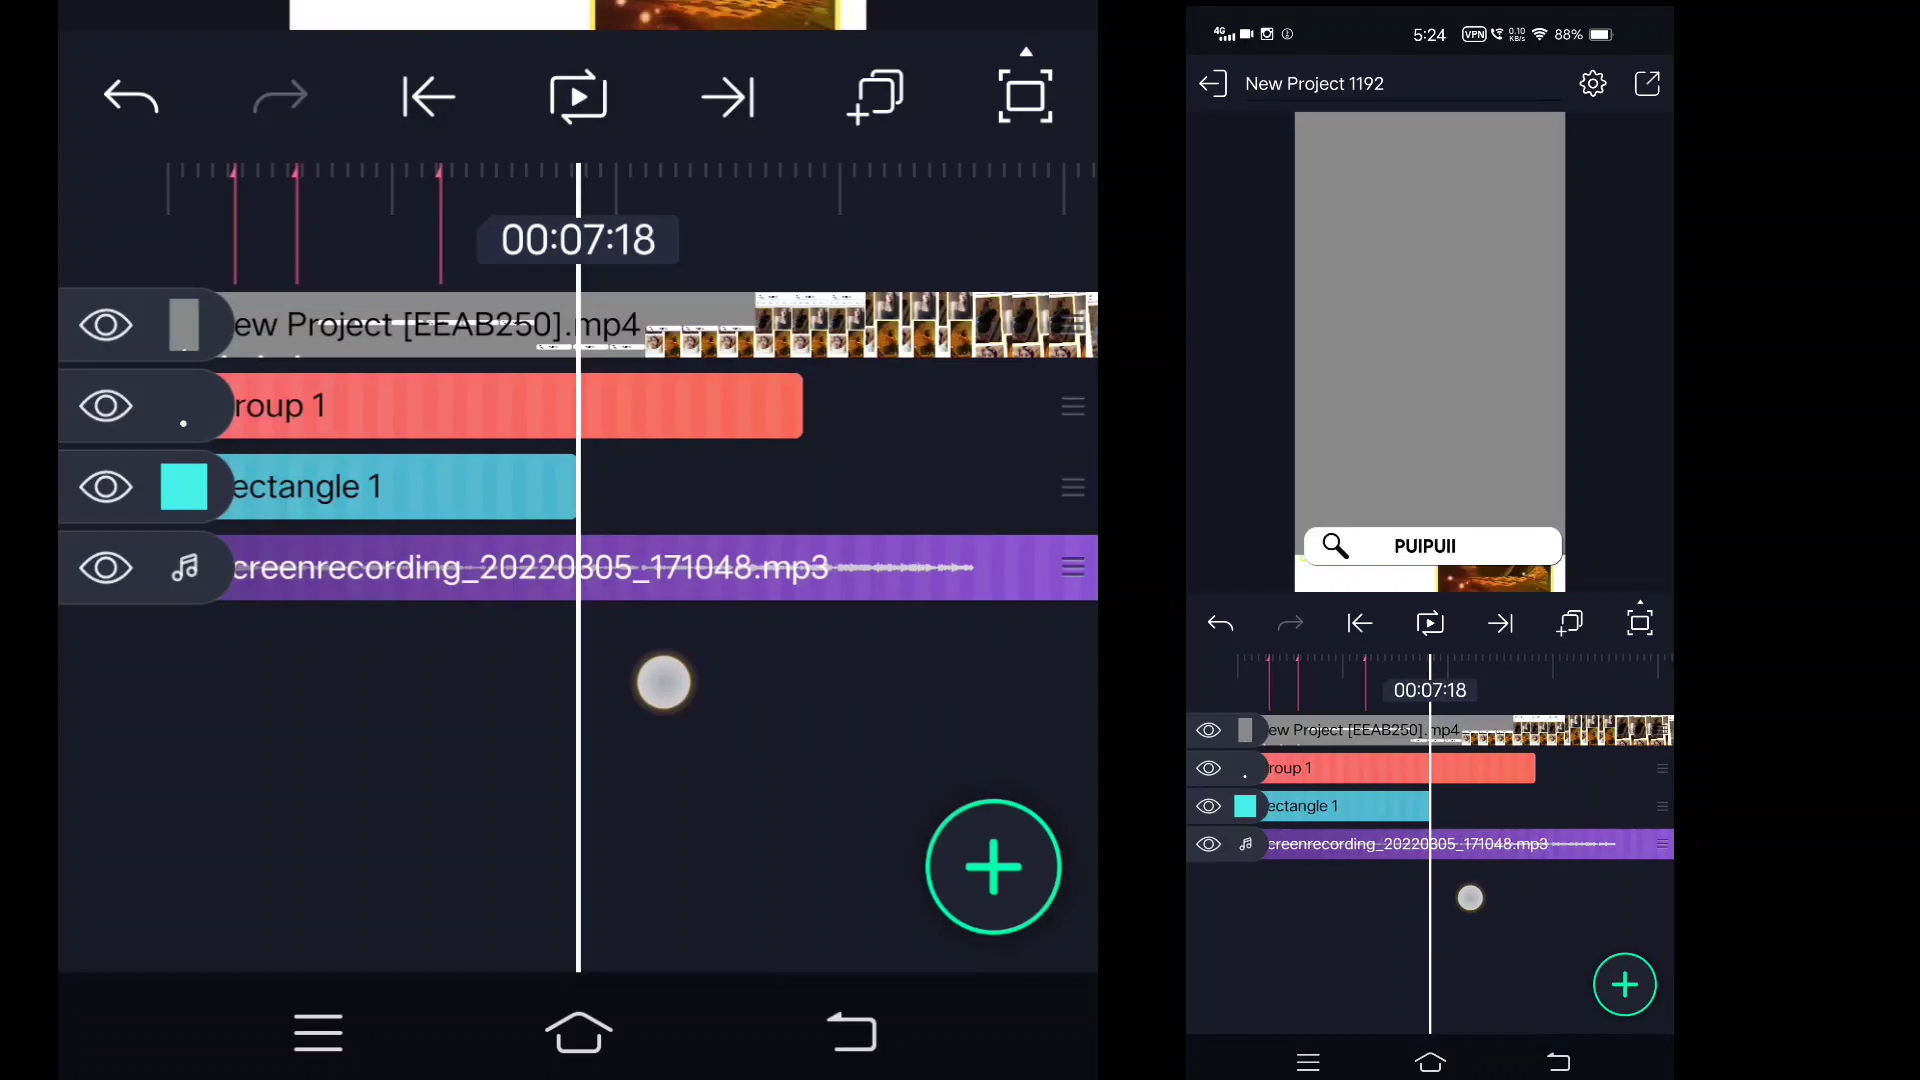 00:07:18
ew Project [EEAB250].mp4
roup 1
ectangle 1
creenrecording_20220305_171048.mp3
4G
5:24
VPN
0.10
KB/s
88%
New Project 1192
PUIPUII
00:07:18
ew Project [EEAB250].mp4
roup 1
ectangle 1
creenrecording_20220305_171048.mp3